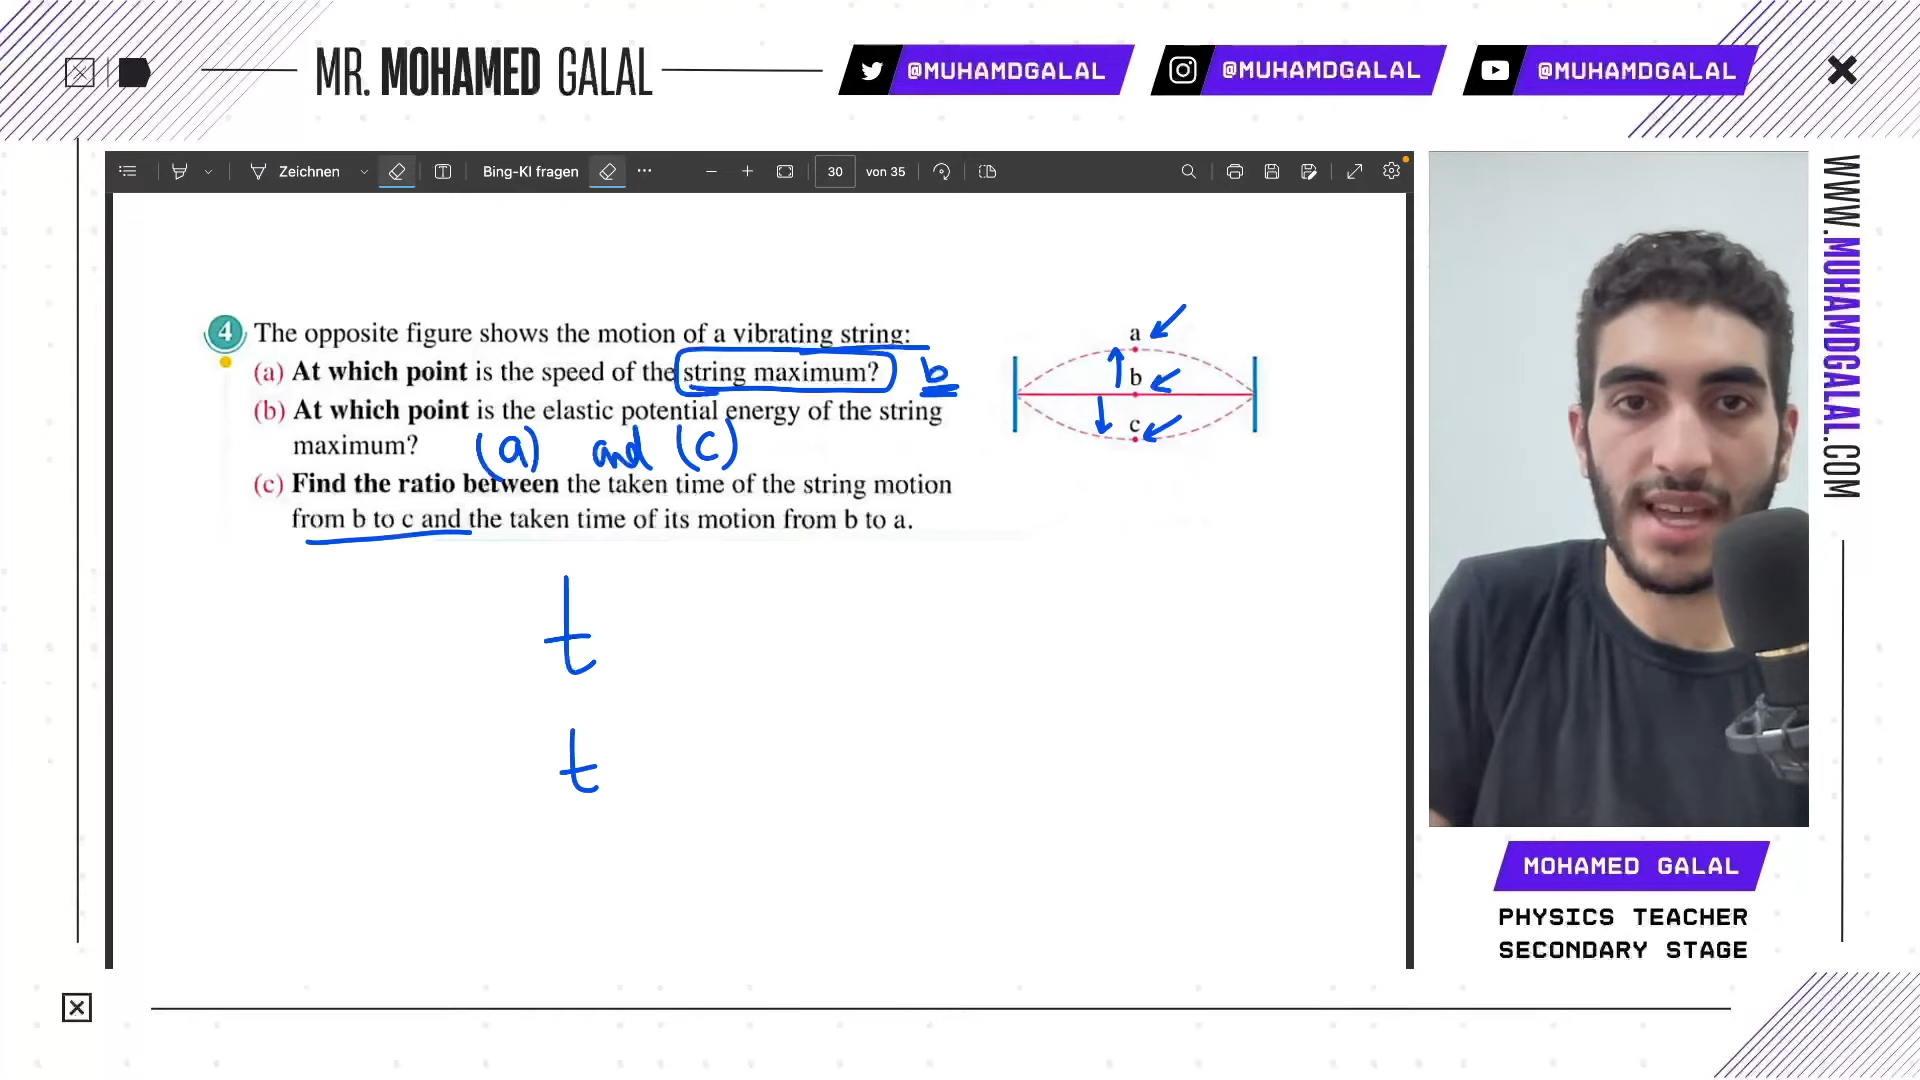 MR. MOHAMED GALAL
@MUHAMDGALAL
@MUHAMDGALAL
@MUHAMDGALAL
Zeichnen
Bing-KI fragen
30 von 35
WWW.MUHAMDGALAL.COM
4 The opposite figure shows the motion of a vibrating string:
(a) At which point is the speed of the string maximum? b
(b) At which point is the elastic potential energy of the string
maximum? (a) and (c)
(c) Find the ratio between the taken time of the string motion
from b to c and the taken time of its motion from b to a.
a
b
c
t
t
MOHAMED GALAL
PHYSICS TEACHER
SECONDARY STAGE